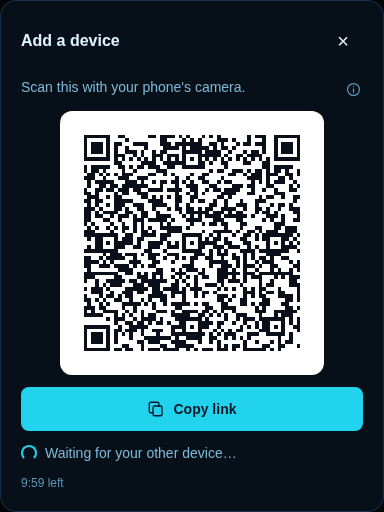 Add a device
Scan this with your phone's camera.
Copy link
Waiting for your other device…
9:59 left